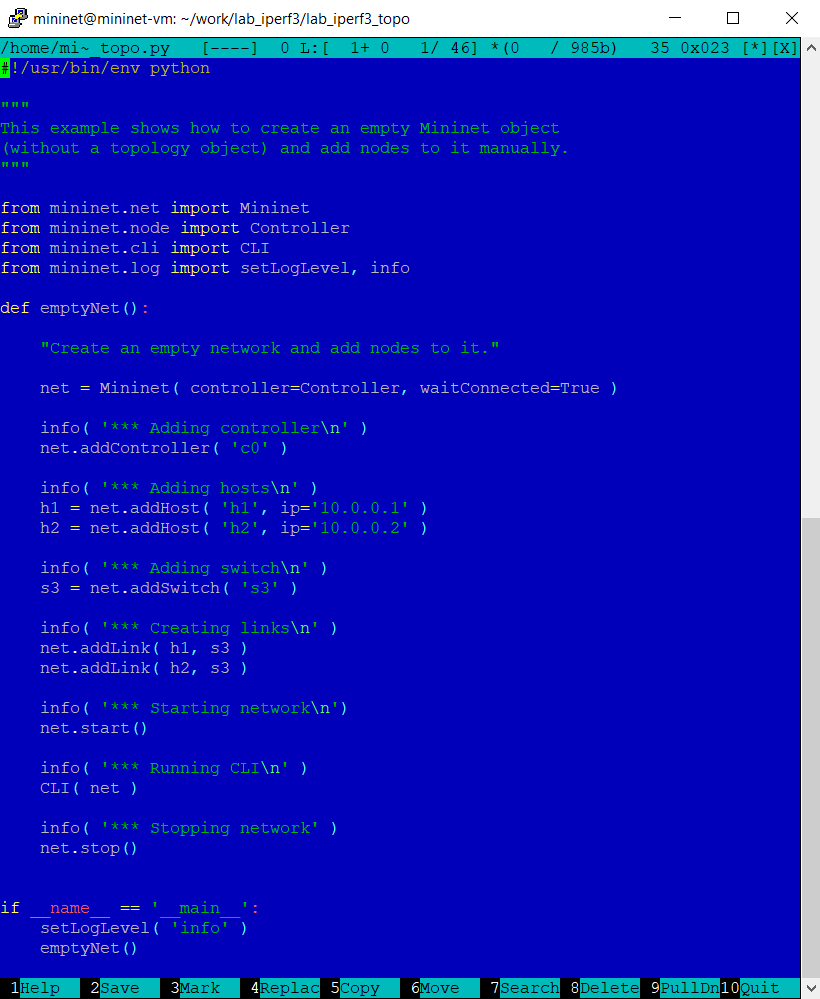 mininet@mininet-vm: ~/work/lab_iperf3/lab_iperf3_topo
/home/mi~_topo.py   [----]  0 L:[  1+ 0   1/ 46] *(0   / 985b)   35 0x023 [*][X]
#!/usr/bin/env python

"""
This example shows how to create an empty Mininet object
(without a topology object) and add nodes to it manually.
"""

from mininet.net import Mininet
from mininet.node import Controller
from mininet.cli import CLI
from mininet.log import setLogLevel, info

def emptyNet():

    "Create an empty network and add nodes to it."

    net = Mininet( controller=Controller, waitConnected=True )

    info( '*** Adding controller\n' )
    net.addController( 'c0' )

    info( '*** Adding hosts\n' )
    h1 = net.addHost( 'h1', ip='10.0.0.1' )
    h2 = net.addHost( 'h2', ip='10.0.0.2' )

    info( '*** Adding switch\n' )
    s3 = net.addSwitch( 's3' )

    info( '*** Creating links\n' )
    net.addLink( h1, s3 )
    net.addLink( h2, s3 )

    info( '*** Starting network\n')
    net.start()

    info( '*** Running CLI\n' )
    CLI( net )

    info( '*** Stopping network' )
    net.stop()


if __name__ == '__main__':
    setLogLevel( 'info' )
    emptyNet()
1Help 2Save 3Mark 4Replac 5Copy 6Move 7Search 8Delete 9PullDn 10Quit